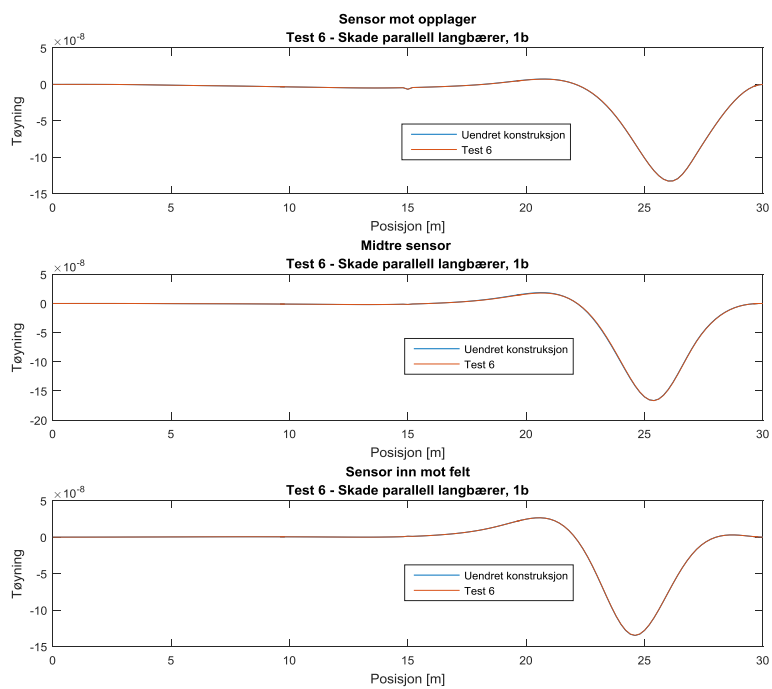 Sensor mot opplager
Test 6 - Skade parallell langbærer, 1b
×10⁻⁸
5
0
-5
-10
-15
Tøyning
Uendret konstruksjon
Test 6
0 5 10 15 20 25 30
Posisjon [m]
Midtre sensor
Test 6 - Skade parallell langbærer, 1b
×10⁻⁸
5
0
-5
-10
-15
-20
Tøyning
Uendret konstruksjon
Test 6
0 5 10 15 20 25 30
Posisjon [m]
Sensor inn mot felt
Test 6 - Skade parallell langbærer, 1b
×10⁻⁸
5
0
-5
-10
-15
Tøyning
Uendret konstruksjon
Test 6
0 5 10 15 20 25 30
Posisjon [m]